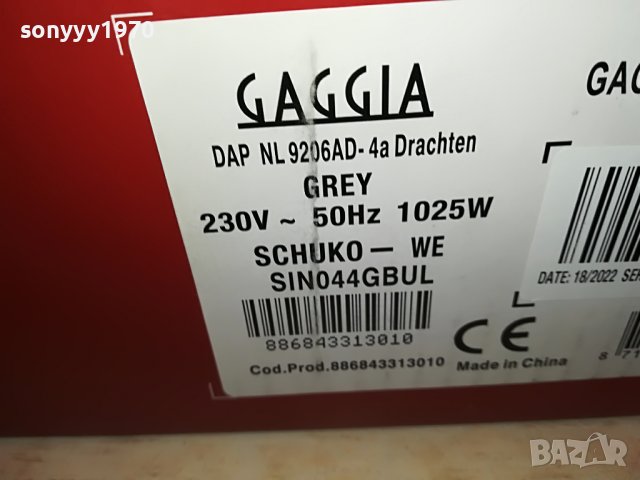 sonyyy1970
GAGGIA
DAP NL 9206AD-4a Drachten
GREY
230V ~ 50Hz 1025W
SCHUKO — WE
SIN044GBUL
886843313010
Cod.Prod.886843313010
CE
Made in China
DATE: 18/2022
BAZAR